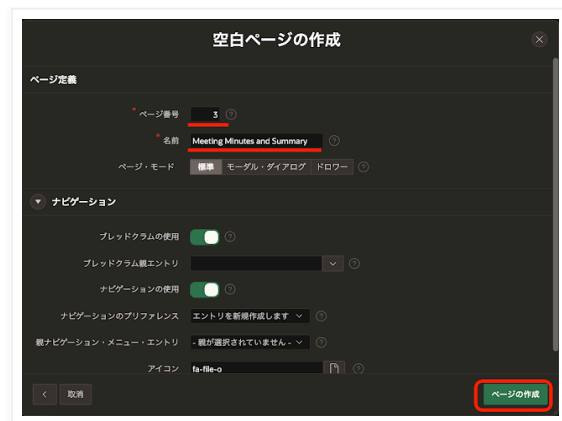 空白ページの作成
ページ定義
* ページ番号 3
* 名前 Meeting Minutes and Summary
ページ・モード 標準 モーダル・ダイアログ ドロワー
ナビゲーション
ブレッドクラムの使用
ブレッドクラム親エントリ
ナビゲーションの使用
ナビゲーションのプリファレンス エントリを新規作成します
親ナビゲーション・メニュー・エントリ - 親が選択されていません -
アイコン fa-file-o
取消 ページの作成